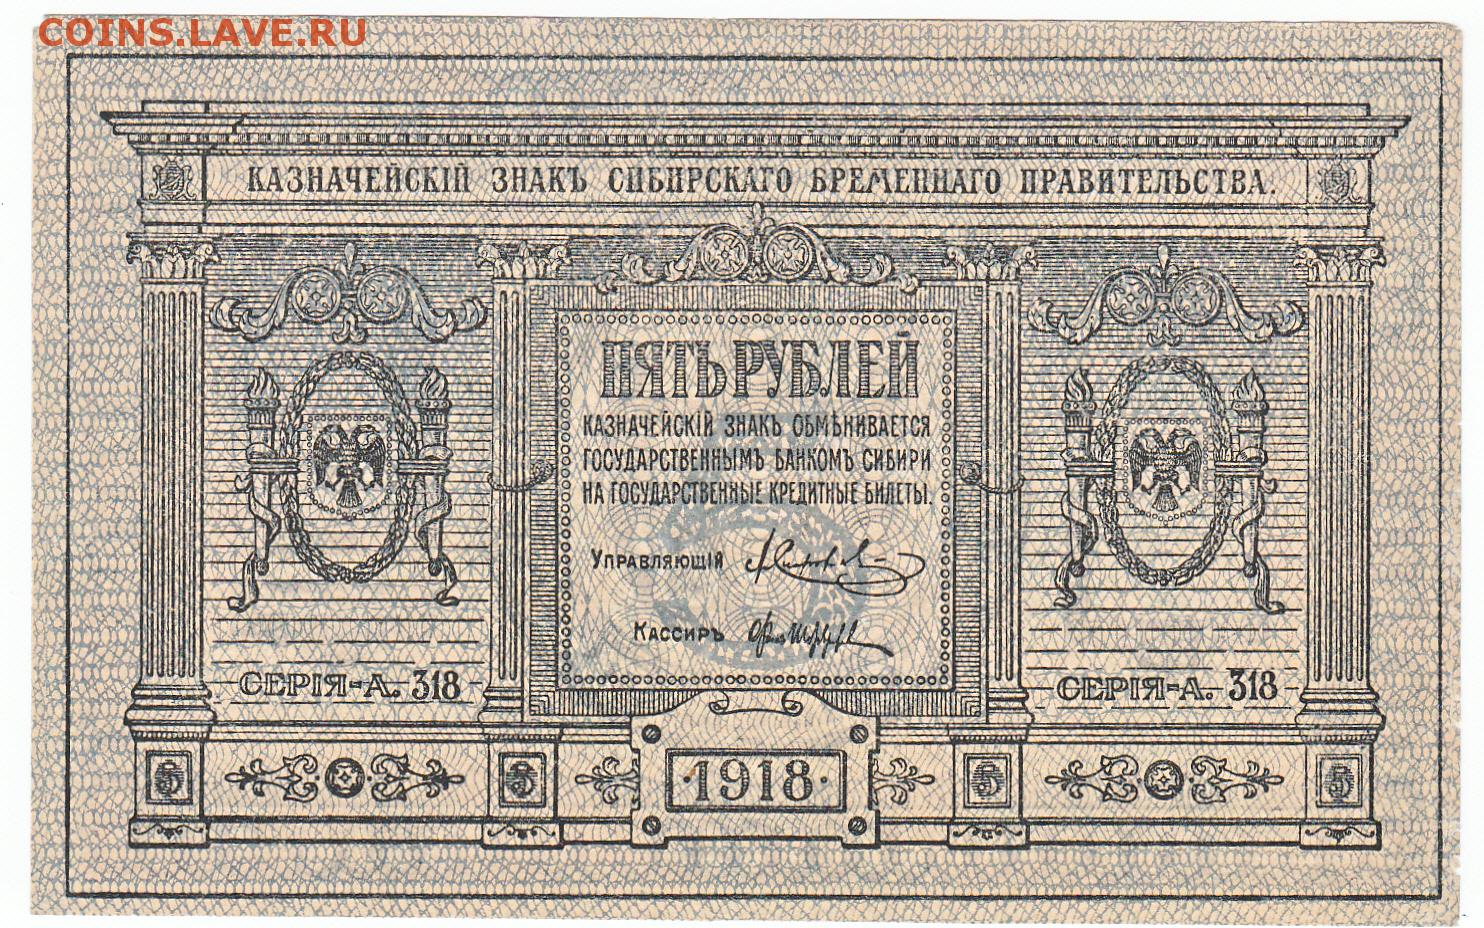 COINS.LAVE.RU
КАЗНАЧЕЙСКІЙ ЗНАКЪ СИБИРСКАГО ВРЕМЕННАГО ПРАВИТЕЛЬСТВА.
ПЯТЬ РУБЛЕЙ
КАЗНАЧЕЙСКІЙ ЗНАКЪ ОБМѢНИВАЕТСЯ
ГОСУДАРСТВЕННЫМЪ БАНКОМЪ СИБИРИ
НА ГОСУДАРСТВЕННЫЕ КРЕДИТНЫЕ БИЛЕТЫ.
УПРАВЛЯЮЩІЙ
КАССИРЪ
СЕРІЯ-А. 318
СЕРІЯ-А. 318
5
5
·1918·
5
5